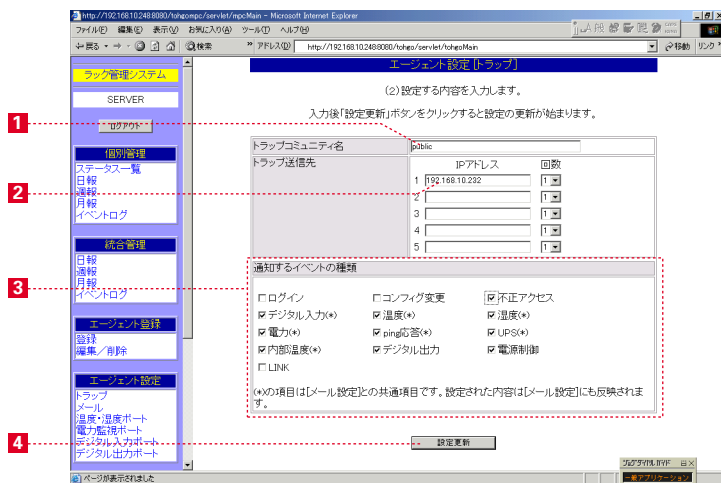 http://192.168.10.248:8080/tohgompc/servlet/mpcMain - Microsoft Internet Explorer
ファイル(F) 編集(E) 表示(V) お気に入り(A) ツール(T) ヘルプ(H)
戻る 検索 » アドレス(D) http://192.168.10.248:8080/tohgo/servlet/tohgoMain 移動 リンク »
ラック管理システム
SERVER
ログアウト
個別管理
ステータス一覧
日報
週報
月報
イベントログ
統合管理
日報
週報
月報
イベントログ
エージェント登録
登録
編集／削除
エージェント設定
トラップ
メール
温度・湿度ポート
電力監視ポート
デジタル入力ポート
デジタル出力ポート
エージェント設定 [トラップ]
(2)設定する内容を入力します。
入力後「設定更新」ボタンをクリックすると設定の更新が始まります。
1
トラップコミュニティ名 public
トラップ送信先 IPアドレス 回数
2
1 192.168.10.232 1
2 1
3 1
4 1
5 1
3
通知するイベントの種類
ログイン コンフィグ変更 不正アクセス
デジタル入力(*) 温度(*) 湿度(*)
電力(*) ping応答(*) UPS(*)
内部温度(*) デジタル出力 電源制御
LINK
(*)の項目は[メール設定]との共通項目です。設定された内容は[メール設定]にも反映されま
す。
4
設定更新
ページが表示されました
一般アプリケーション